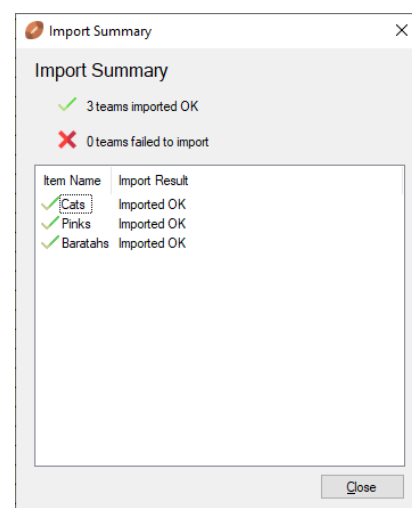 Import Summary
Import Summary
3 teams imported OK
0 teams failed to import
Item Name Import Result
Cats Imported OK
Pinks Imported OK
Baratahs Imported OK
Close